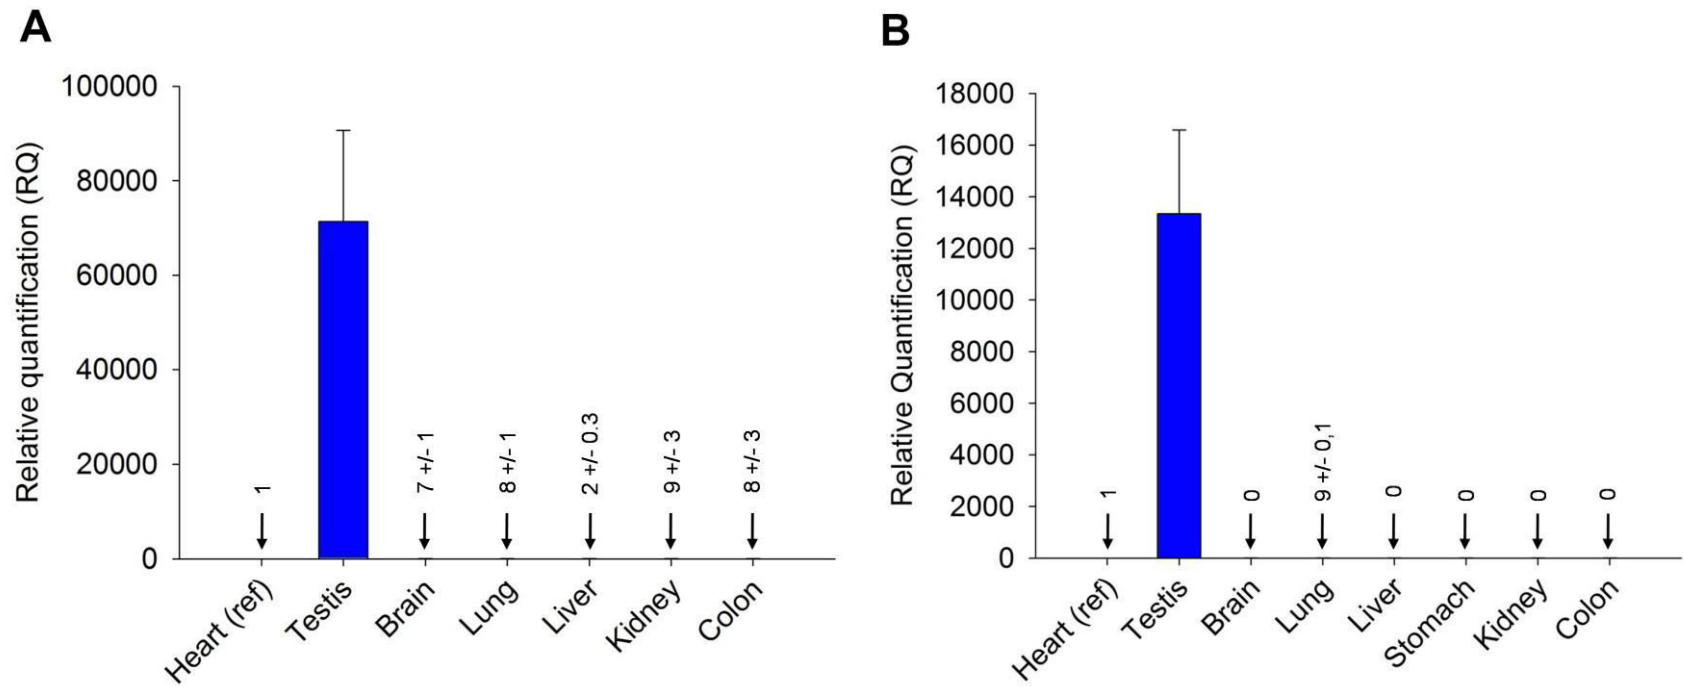 A
Relative quantification (RQ)
100000
80000
60000
40000
20000
0
1
7 +/- 1
8 +/- 1
2 +/- 0.3
9 +/- 3
8 +/- 3
Heart (ref)
Testis
Brain
Lung
Liver
Kidney
Colon
B
Relative Quantification (RQ)
18000
16000
14000
12000
10000
8000
6000
4000
2000
0
1
0
9 +/- 0,1
0
0
0
0
Heart (ref)
Testis
Brain
Lung
Liver
Stomach
Kidney
Colon